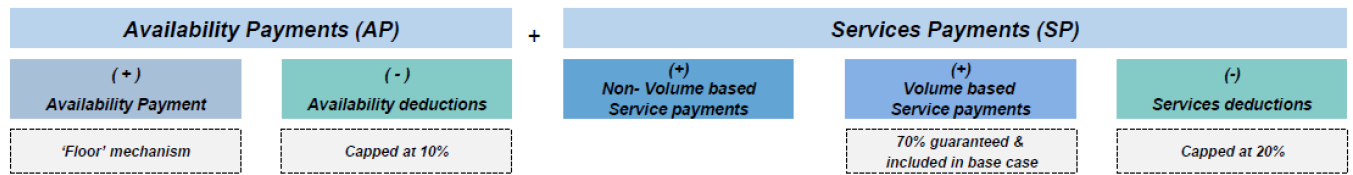 Availability Payments (AP)
+
Services Payments (SP)
( + )
Availability Payment
( - )
Availability deductions
(+)
Non- Volume based
Service payments
(+)
Volume based
Service payments
(-)
Services deductions
‘Floor’ mechanism
Capped at 10%
70% guaranteed &
included in base case
Capped at 20%